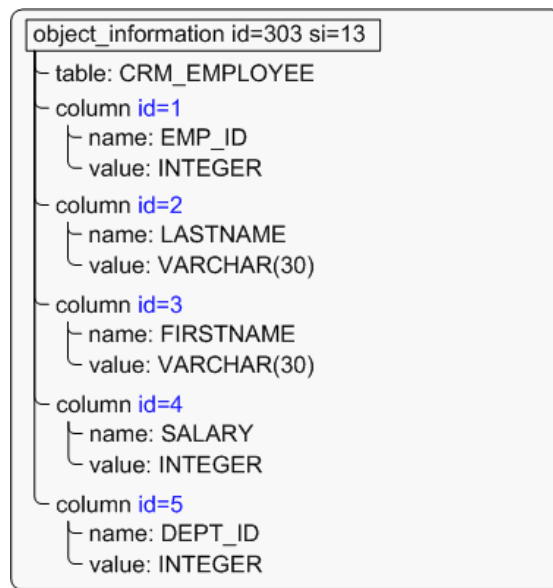 object_information id=303 si=13
table: CRM_EMPLOYEE
column id=1
name: EMP_ID
value: INTEGER
column id=2
name: LASTNAME
value: VARCHAR(30)
column id=3
name: FIRSTNAME
value: VARCHAR(30)
column id=4
name: SALARY
value: INTEGER
column id=5
name: DEPT_ID
value: INTEGER